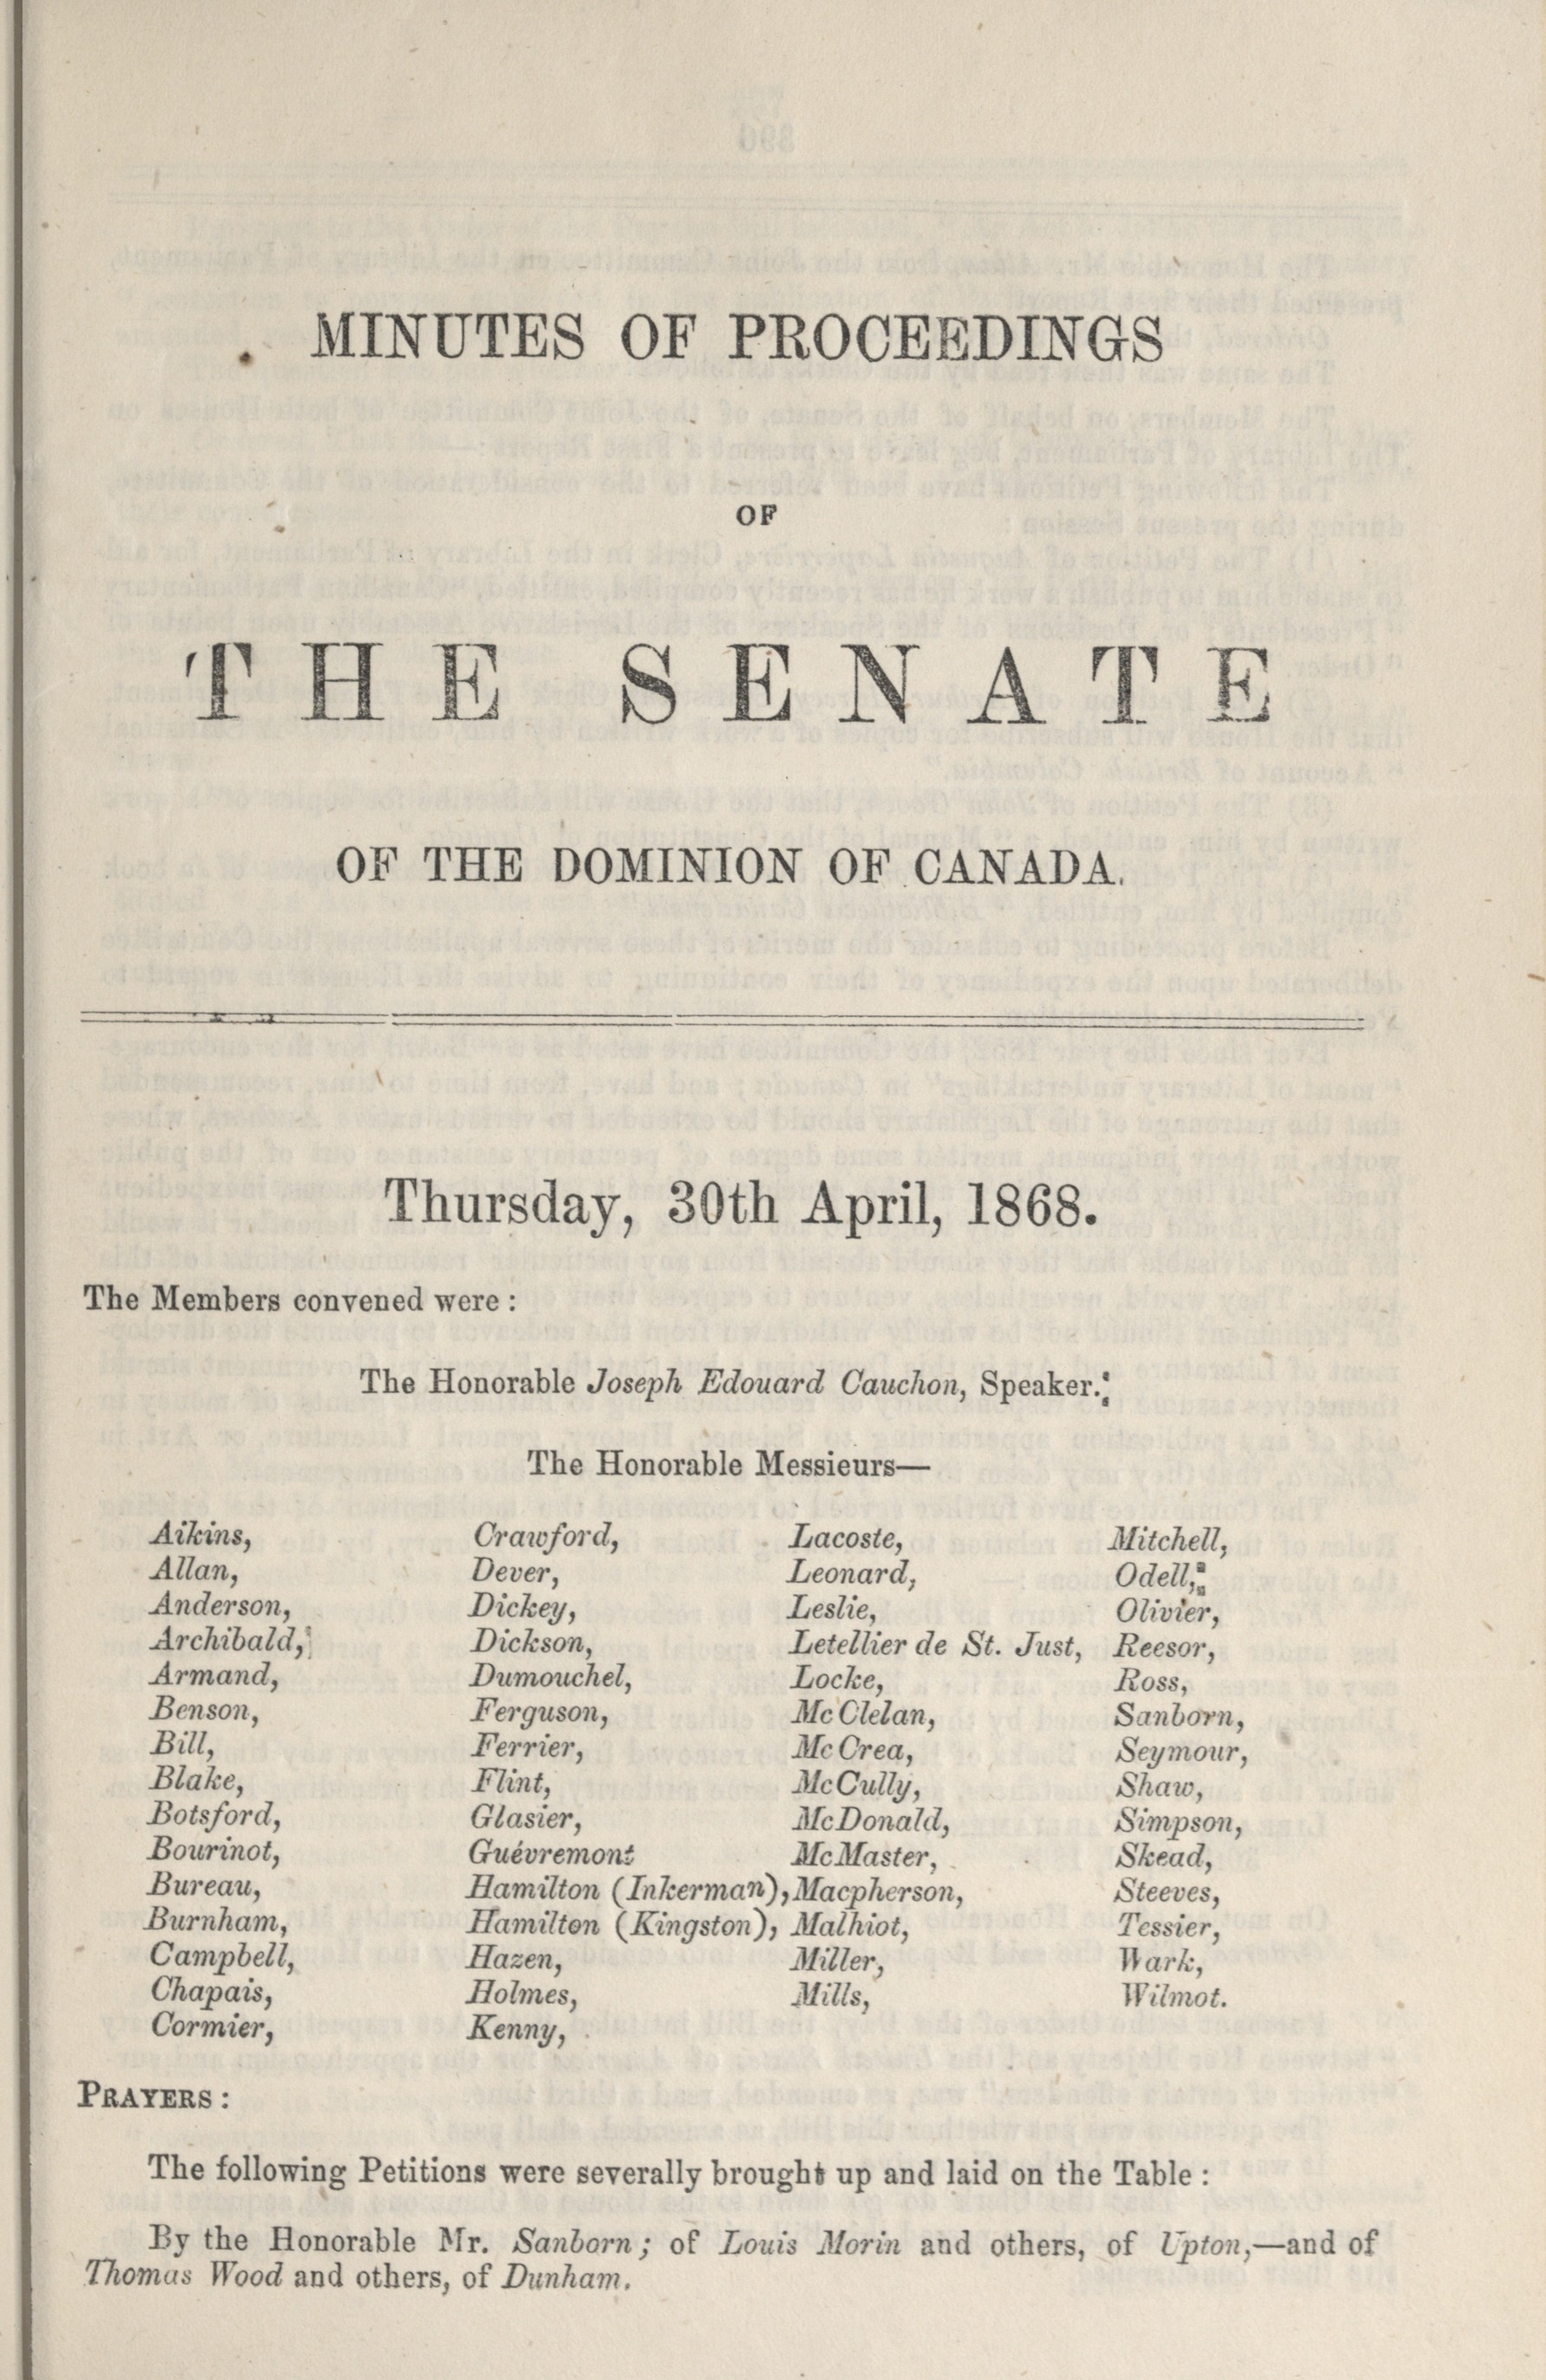 MINUTES OF PROCEEDINGS
OF
THE SENATE
OF THE DOMINION OF CANADA.
Thursday, 30th April, 1868.
The Members convened were :
The Honorable Joseph Edouard Cauchon, Speaker.
The Honorable Messieurs—
Aikins,
Allan,
Anderson,
Archibald,
Armand,
Benson,
Bill,
Blake,
Botsford,
Bourinot,
Bureau,
Burnham,
Campbell,
Chapais,
Cormier,
Crawford,
Dever,
Dickey,
Dickson,
Dumouchel,
Ferguson,
Ferrier,
Flint,
Glasier,
Guévremont
Hamilton (Inkerman),
Hamilton (Kingston),
Hazen,
Holmes,
Kenny,
Lacoste,
Leonard,
Leslie,
Letellier de St. Just,
Locke,
McClelan,
McCrea,
McCully,
McDonald,
McMaster,
Macpherson,
Malhiot,
Miller,
Mills,
Mitchell,
Odell,
Olivier,
Reesor,
Ross,
Sanborn,
Seymour,
Shaw,
Simpson,
Skead,
Steeves,
Tessier,
Wark,
Wilmot.
PRAYERS :
The following Petitions were severally brought up and laid on the Table :
By the Honorable Mr. Sanborn; of Louis Morin and others, of Upton,—and of
Thomas Wood and others, of Dunham.